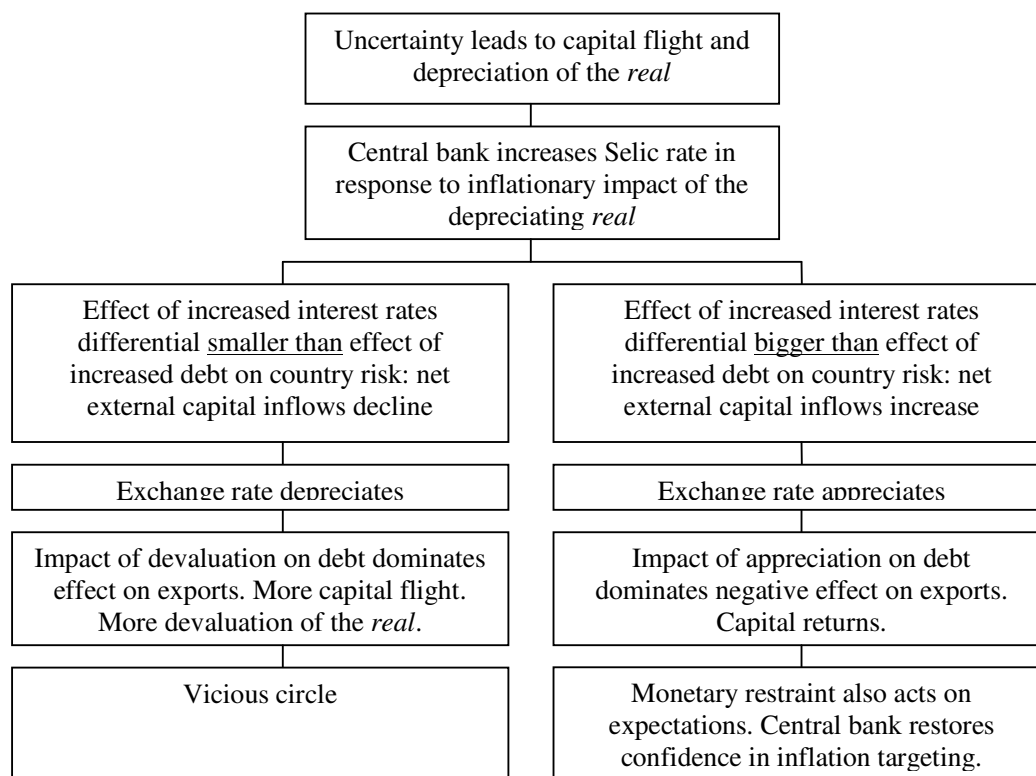 Uncertainty leads to capital flight and
depreciation of the real
Central bank increases Selic rate in
response to inflationary impact of the
depreciating real
Effect of increased interest rates
differential smaller than effect of
increased debt on country risk: net
external capital inflows decline
Exchange rate depreciates
Impact of devaluation on debt dominates
effect on exports. More capital flight.
More devaluation of the real.
Vicious circle
Effect of increased interest rates
differential bigger than effect of
increased debt on country risk: net
external capital inflows increase
Exchange rate appreciates
Impact of appreciation on debt
dominates negative effect on exports.
Capital returns.
Monetary restraint also acts on
expectations. Central bank restores
confidence in inflation targeting.